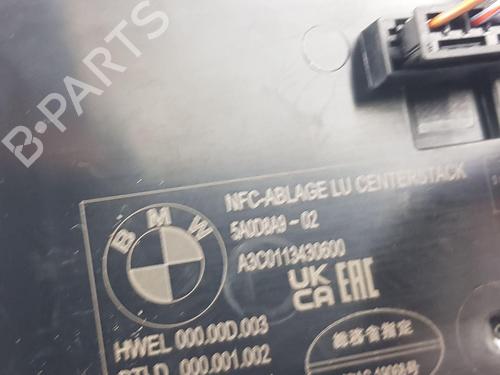 B-PARTS
NFC-ABLAGE LU CENTERSTACK
5A0D8A9 - 02
A3C0113430600
BMW
UK
CA
EAC
HWEL 000.00D.003
000.001.002